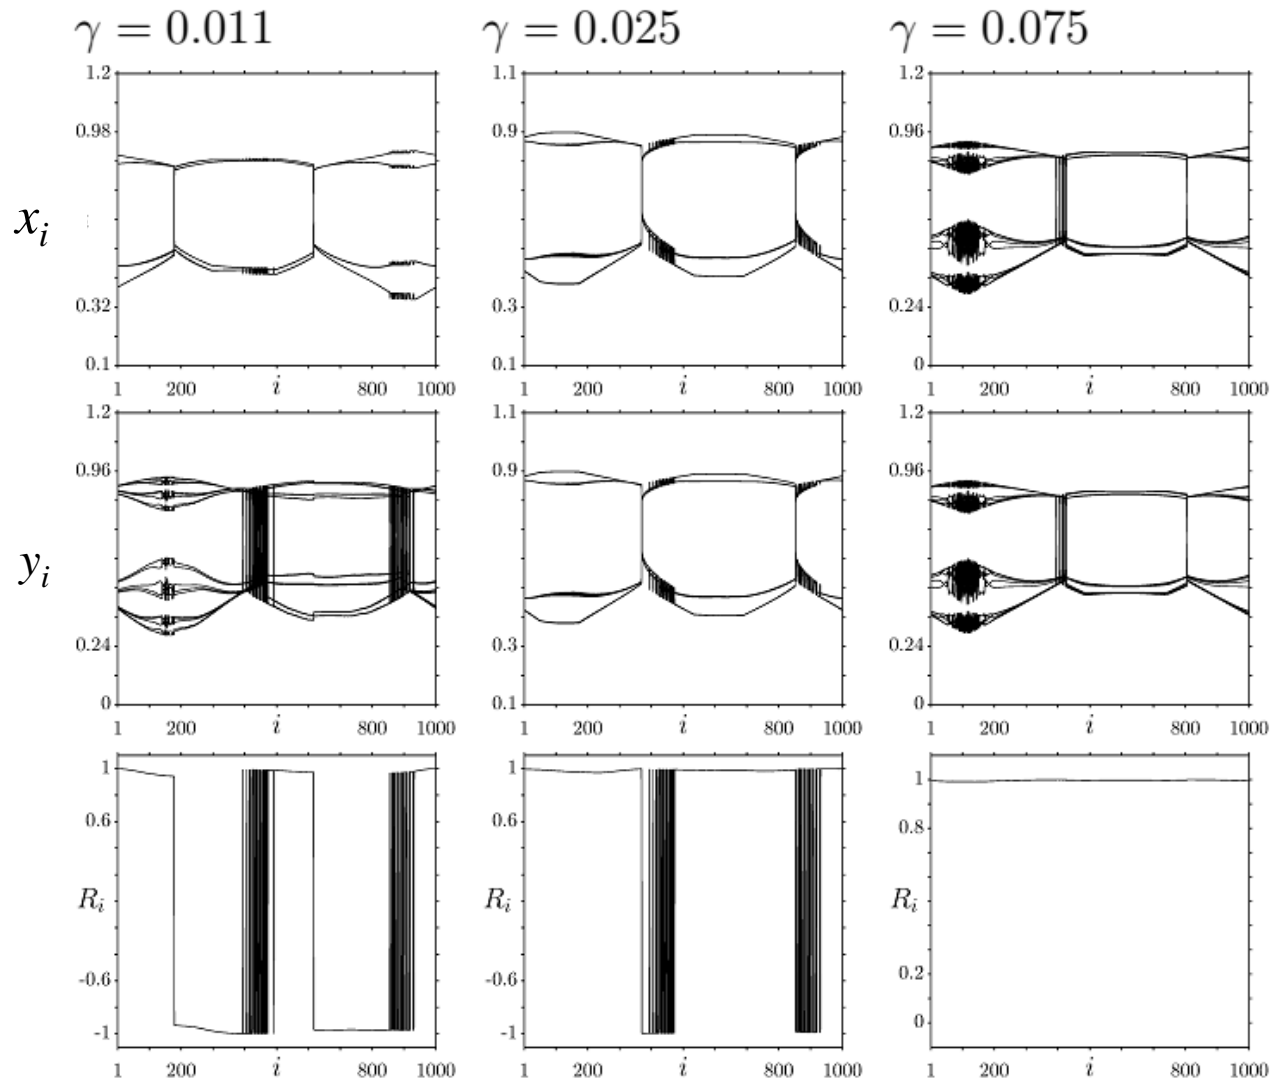 γ = 0.011 γ = 0.025 γ = 0.075
1.2 1.1 1.2
0.98 0.9 0.96
x_i
0.32 0.3 0.24
0.1 0.1 0
1 200 i 800 1000 1 200 i 800 1000 1 200 i 800 1000
1.2 1.1 1.2
0.96 0.9 0.96
y_i
0.24 0.3 0.24
0 0.1 0
1 200 i 800 1000 1 200 i 800 1000 1 200 i 800 1000
1 1 1
0.6 0.6 0.8
R_i R_i R_i
-0.6 -0.6 0.2
-1 -1 0
1 200 i 800 1000 1 200 i 800 1000 1 200 i 800 1000